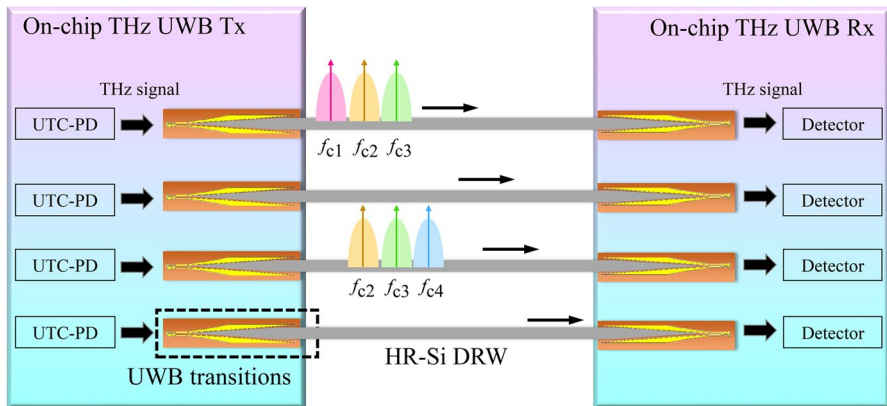 On-chip THz UWB Tx
On-chip THz UWB Rx
THz signal
THz signal
UTC-PD
Detector
fc1 fc2 fc3
UTC-PD
Detector
UTC-PD
Detector
fc2 fc3 fc4
UTC-PD
Detector
HR-Si DRW
UWB transitions